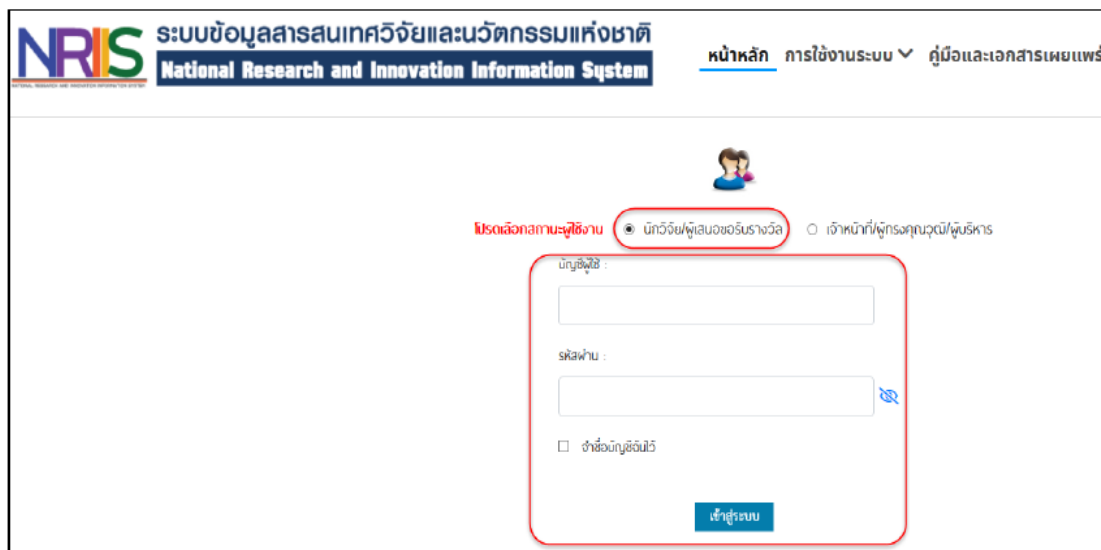 NRIIS
ระบบข้อมูลสารสนเทศวิจัยและนวัตกรรมแห่งชาติ
National Research and Innovation Information System
NATIONAL RESEARCH AND INNOVATION INFORMATION SYSTEM
หน้าหลัก การใช้งานระบบ คู่มือและเอกสารเผยแพร่
โปรดเลือกสถานะผู้ใช้งาน นักวิจัย/ผู้เสนอขอรับรางวัล เจ้าหน้าที่/ผู้ทรงคุณวุฒิ/ผู้บริหาร
บัญชีผู้ใช้ :
รหัสผ่าน :
จำชื่อบัญชีฉันไว้
เข้าสู่ระบบ